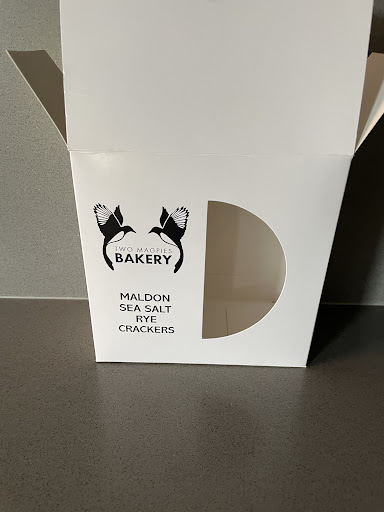 TWO MAGPIES
BAKERY
MALDON
SEA SALT
RYE
CRACKERS